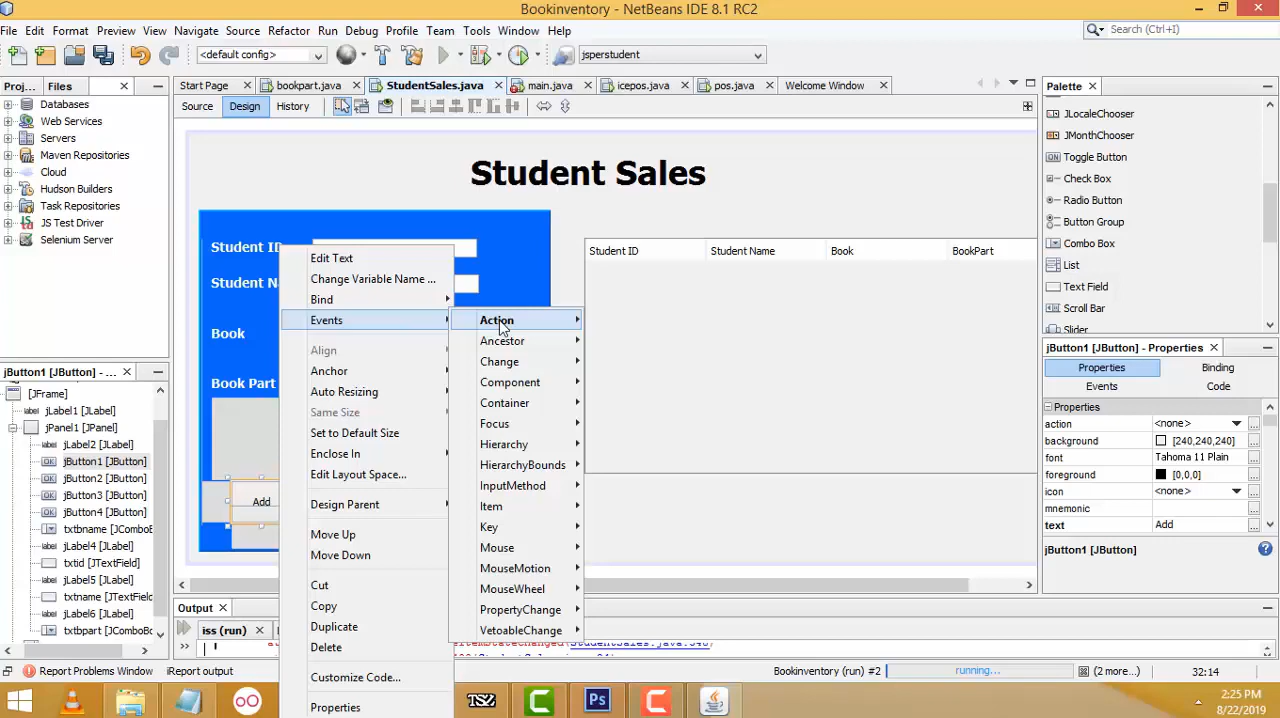 Bookinventory - NetBeans IDE 8.1 RC2
File Edit View Navigate Source Refactor Run Debug Profile Team Tools Window Help
Search (Ctrl+I)
<default config>
jsperstudent
Proj... Files
Start Page bookpart.java StudentSales.java main.java icepos.java pos.java Welcome Window
Palette
Source Design History
Databases
Web Services
Servers
Maven Repositories
Cloud
Hudson Builders
Task Repositories
JS Test Driver
Selenium Server
Student Sales
Student ID
Book
Book Part
Add
Student ID Student Name Book BookPart
Edit Text
Change Variable Name ...
Bind
Events
Align
Anchor
Auto Resizing
Same Size
Set to Default Size
Enclose In
Edit Layout Space...
Design Parent
Move Up
Move Down
Cut
Copy
Duplicate
Delete
Customize Code...
Properties
Action
Ancestor
Change
Component
Container
Focus
Hierarchy
HierarchyBounds
InputMethod
Item
Key
Mouse
MouseMotion
MouseWheel
PropertyChange
VetoableChange
JLocaleChooser
JMonthChooser
Toggle Button
Check Box
Radio Button
Button Group
Combo Box
List
Text Field
Scroll Bar
Slider
jButton1 [JButton] - Properties
Properties Binding
Events Code
Properties
action <none>
background [240,240,240]
font Tahoma 11 Plain
foreground [0,0,0]
icon <none>
mnemonic
text Add
jButton1 [JButton]
jButton1 [JButton] - ...
[JFrame]
jLabel1 [JLabel]
jPanel1 [JPanel]
jLabel2 [JLabel]
jButton1 [JButton]
jButton2 [JButton]
jButton3 [JButton]
jButton4 [JButton]
txtbname [JComboB
jLabel4 [JLabel]
txtid [JTextField]
jLabel5 [JLabel]
txtname [JTextField
jLabel6 [JLabel]
txtbpart [JComboBo
Output
iss (run)
Report Problems Window iReport output
Bookinventory (run) #2 running... (2 more...) 32:14
2:25 PM
8/22/2019